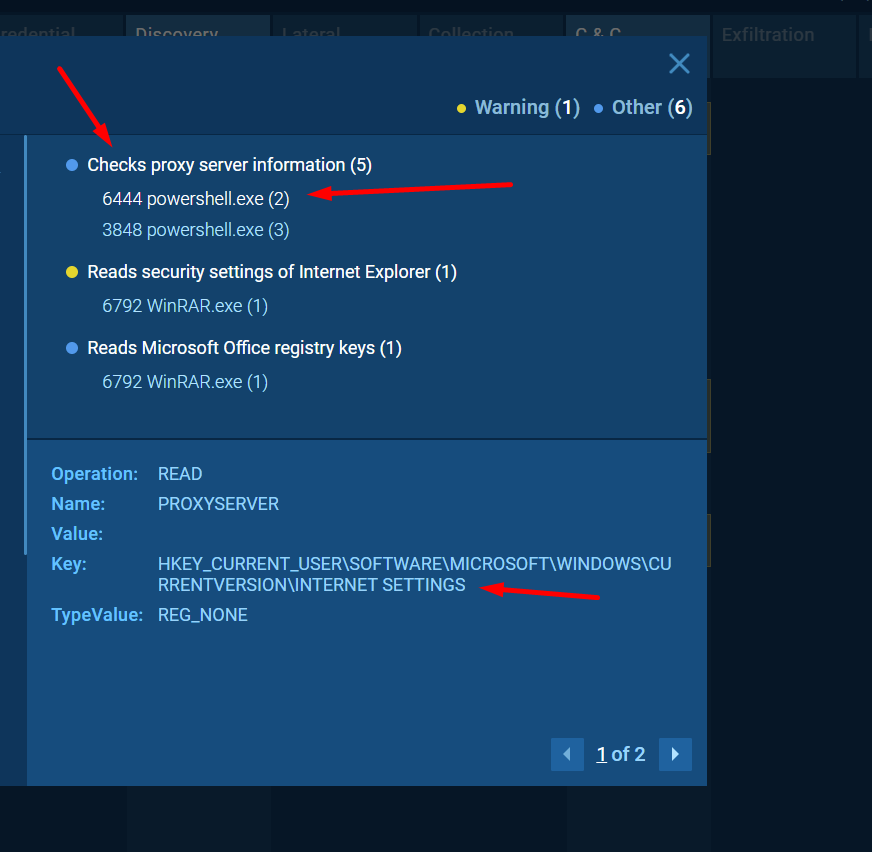 Discovery
Lateral
Collection
C & C
Exfiltration
Warning (1) Other (6)
Checks proxy server information (5)
6444 powershell.exe (2)
3848 powershell.exe (3)
Reads security settings of Internet Explorer (1)
6792 WinRAR.exe (1)
Reads Microsoft Office registry keys (1)
6792 WinRAR.exe (1)
Operation: READ
Name: PROXYSERVER
Value:
Key: HKEY_CURRENT_USER\SOFTWARE\MICROSOFT\WINDOWS\CU
RRENTVERSION\INTERNET SETTINGS
TypeValue: REG_NONE
1 of 2